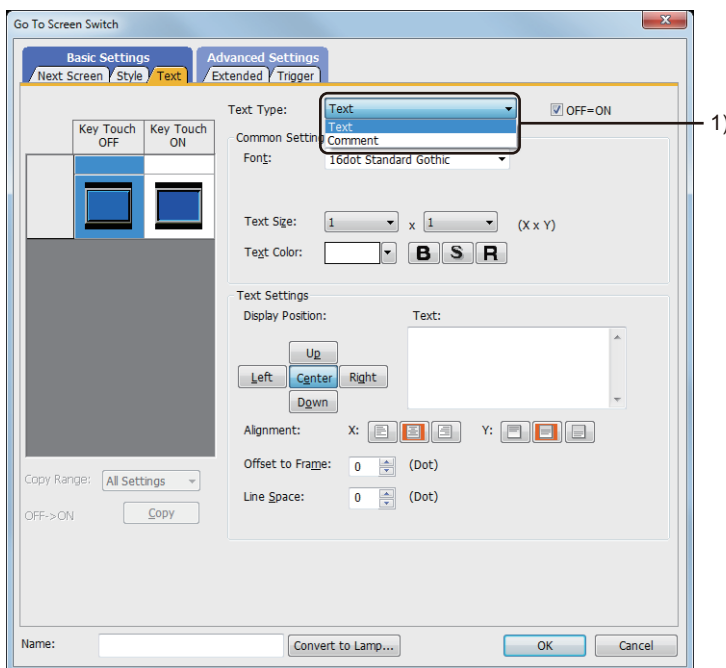 Go To Screen Switch
Basic Settings Advanced Settings
Next Screen Style Text Extended Trigger
Text Type: Text OFF=ON
Text
Comment
1)
Key Touch OFF Key Touch ON
Common Setting
Font: 16dot Standard Gothic
Text Size: 1 x 1 (X x Y)
Text Color: B S R
Text Settings
Display Position: Text:
Up
Left Center Right
Down
Alignment: X: Y:
Offset to Frame: 0 (Dot)
Line Space: 0 (Dot)
Copy Range: All Settings
OFF->ON Copy
Name: Convert to Lamp... OK Cancel